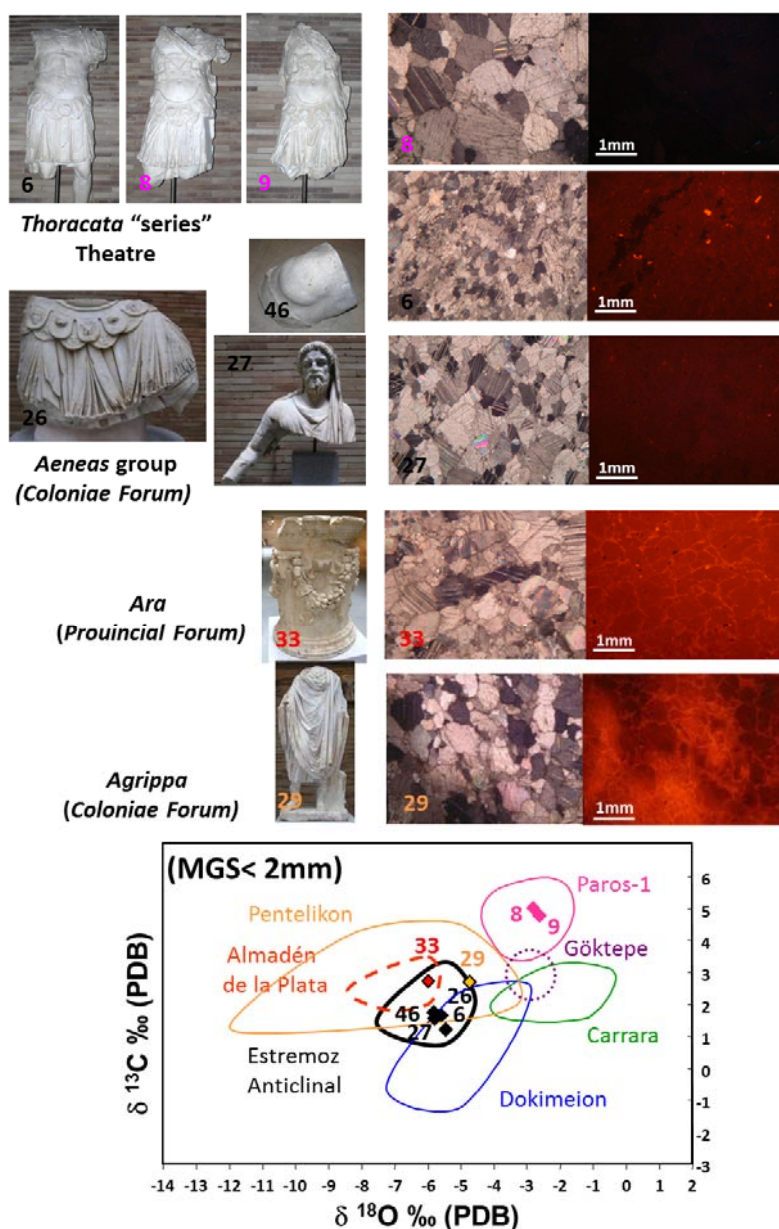 6
8
9
Thoracata “series”
Theatre
46
26
27
Aeneas group
(Coloniae Forum)
8
1mm
6
1mm
27
Ara
(Prouincial Forum)
33
33
1mm
Agrippa
(Coloniae Forum)
29
29
1mm
(MGS< 2mm)
Paros-1
8
9
Pentelikon
Göktepe
Almadén
de la Plata
33
29
26
46
6
27
Carrara
Estremoz
Anticlinal
Dokimeion
δ 13C ‰ (PDB)
6
5
4
3
2
1
0
-1
2
-3
-14 -13 -12 -11 -10 -9 -8 -7 -6 -5 -4 -3 -2 -1 0 1 2
δ 18O ‰ (PDB)